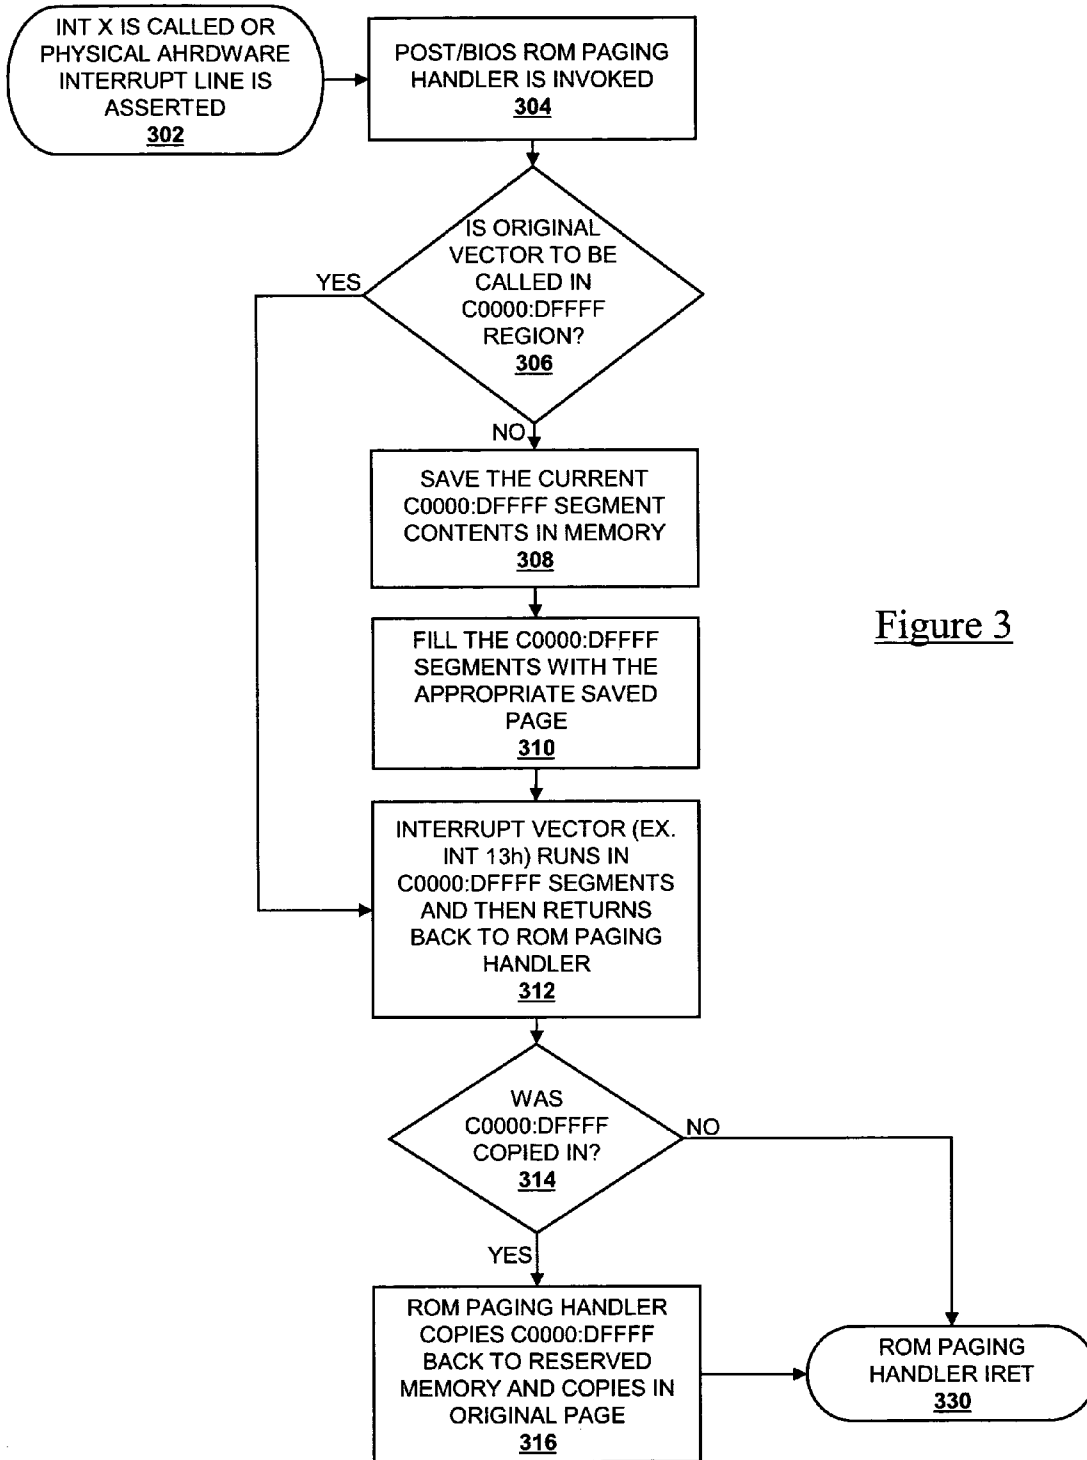 INT X IS CALLED OR
PHYSICAL AHRDWARE
INTERRUPT LINE IS
ASSERTED
302
POST/BIOS ROM PAGING
HANDLER IS INVOKED
304
IS ORIGINAL
VECTOR TO BE
CALLED IN
C0000:DFFFF
REGION?
306
YES
NO
SAVE THE CURRENT
C0000:DFFFF SEGMENT
CONTENTS IN MEMORY
308
FILL THE C0000:DFFFF
SEGMENTS WITH THE
APPROPRIATE SAVED
PAGE
310
Figure 3
INTERRUPT VECTOR (EX.
INT 13h) RUNS IN
C0000:DFFFF SEGMENTS
AND THEN RETURNS
BACK TO ROM PAGING
HANDLER
312
WAS
C0000:DFFFF
COPIED IN?
314
NO
YES
ROM PAGING HANDLER
COPIES C0000:DFFFF
BACK TO RESERVED
MEMORY AND COPIES IN
ORIGINAL PAGE
316
ROM PAGING
HANDLER IRET
330